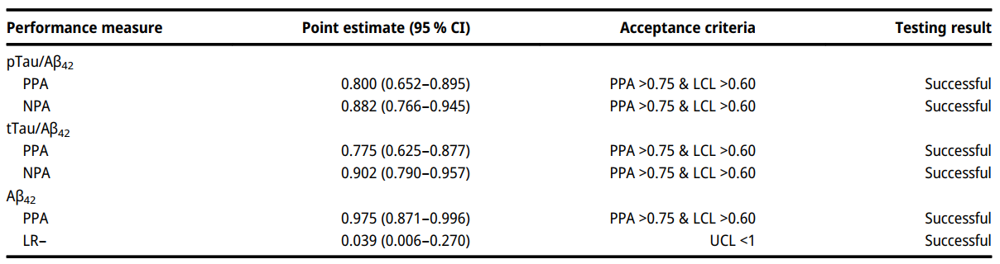 Performance measure Point estimate (95 % CI) Acceptance criteria Testing result
pTau/Aβ₄₂
PPA 0.800 (0.652–0.895) PPA >0.75 & LCL >0.60 Successful
NPA 0.882 (0.766–0.945) PPA >0.75 & LCL >0.60 Successful
tTau/Aβ₄₂
PPA 0.775 (0.625–0.877) PPA >0.75 & LCL >0.60 Successful
NPA 0.902 (0.790–0.957) PPA >0.75 & LCL >0.60 Successful
Aβ₄₂
PPA 0.975 (0.871–0.996) PPA >0.75 & LCL >0.60 Successful
LR− 0.039 (0.006–0.270) UCL <1 Successful